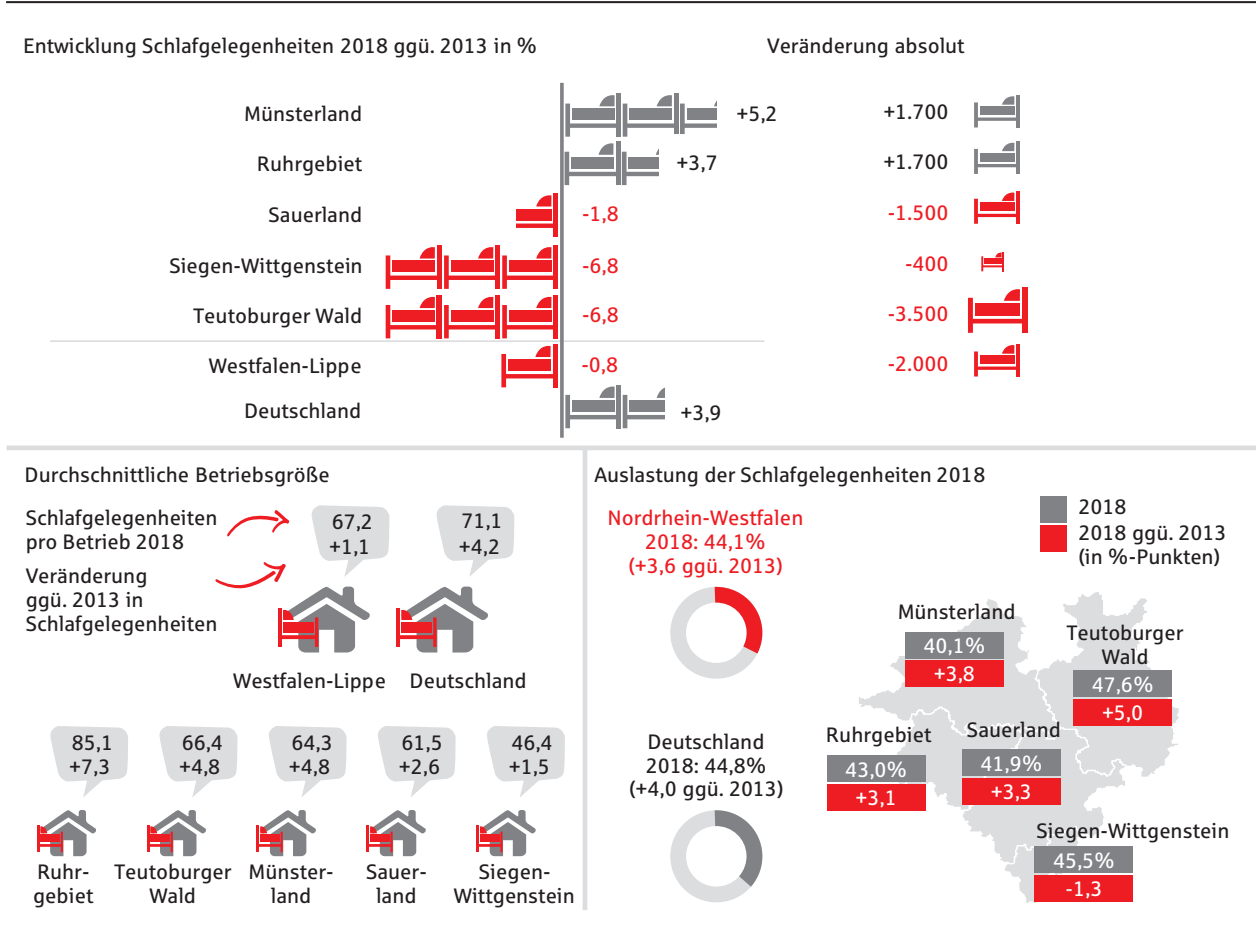 Entwicklung Schlafgelegenheiten 2018 ggü. 2013 in %
Veränderung absolut
Münsterland +5,2 +1.700
Ruhrgebiet +3,7 +1.700
Sauerland -1,8 -1.500
Siegen-Wittgenstein -6,8 -400
Teutoburger Wald -6,8 -3.500
Westfalen-Lippe -0,8 -2.000
Deutschland +3,9
Durchschnittliche Betriebsgröße
Schlafgelegenheiten
pro Betrieb 2018
Veränderung
ggü. 2013 in
Schlafgelegenheiten
67,2
+1,1
Westfalen-Lippe
71,1
+4,2
Deutschland
85,1
+7,3
Ruhr-
gebiet
66,4
+4,8
Teutoburger
Wald
64,3
+4,8
Münster-
land
61,5
+2,6
Sauer-
land
46,4
+1,5
Siegen-
Wittgenstein
Auslastung der Schlafgelegenheiten 2018
Nordrhein-Westfalen
2018: 44,1%
(+3,6 ggü. 2013)
Deutschland
2018: 44,8%
(+4,0 ggü. 2013)
2018
2018 ggü. 2013
(in %-Punkten)
Münsterland
40,1%
+3,8
Teutoburger
Wald
47,6%
+5,0
Ruhrgebiet
43,0%
+3,1
Sauerland
41,9%
+3,3
Siegen-Wittgenstein
45,5%
-1,3